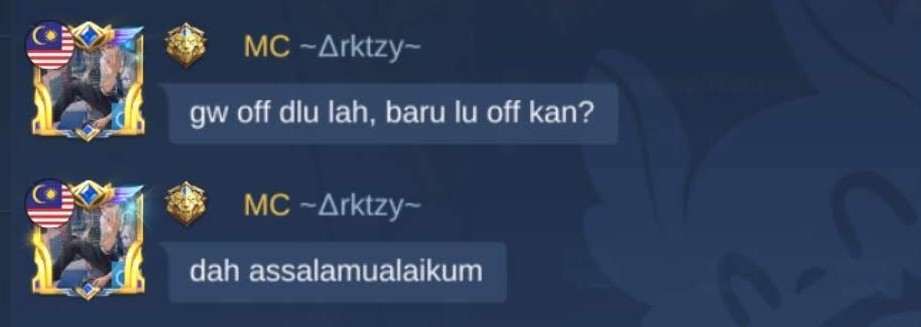 MC ~Δrktzy~
gw off dlu lah, baru lu off kan?
MC ~Δrktzy~
dah assalamualaikum